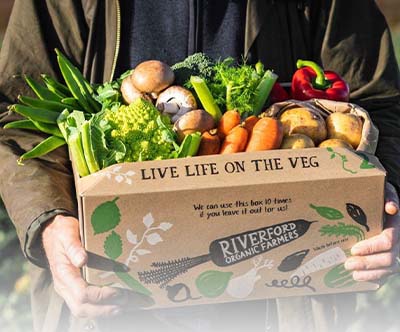 LIVE LIFE ON THE VEG
We can use this box 10 times
if you leave it out for us!
RIVERFORD
ORGANIC FARMERS